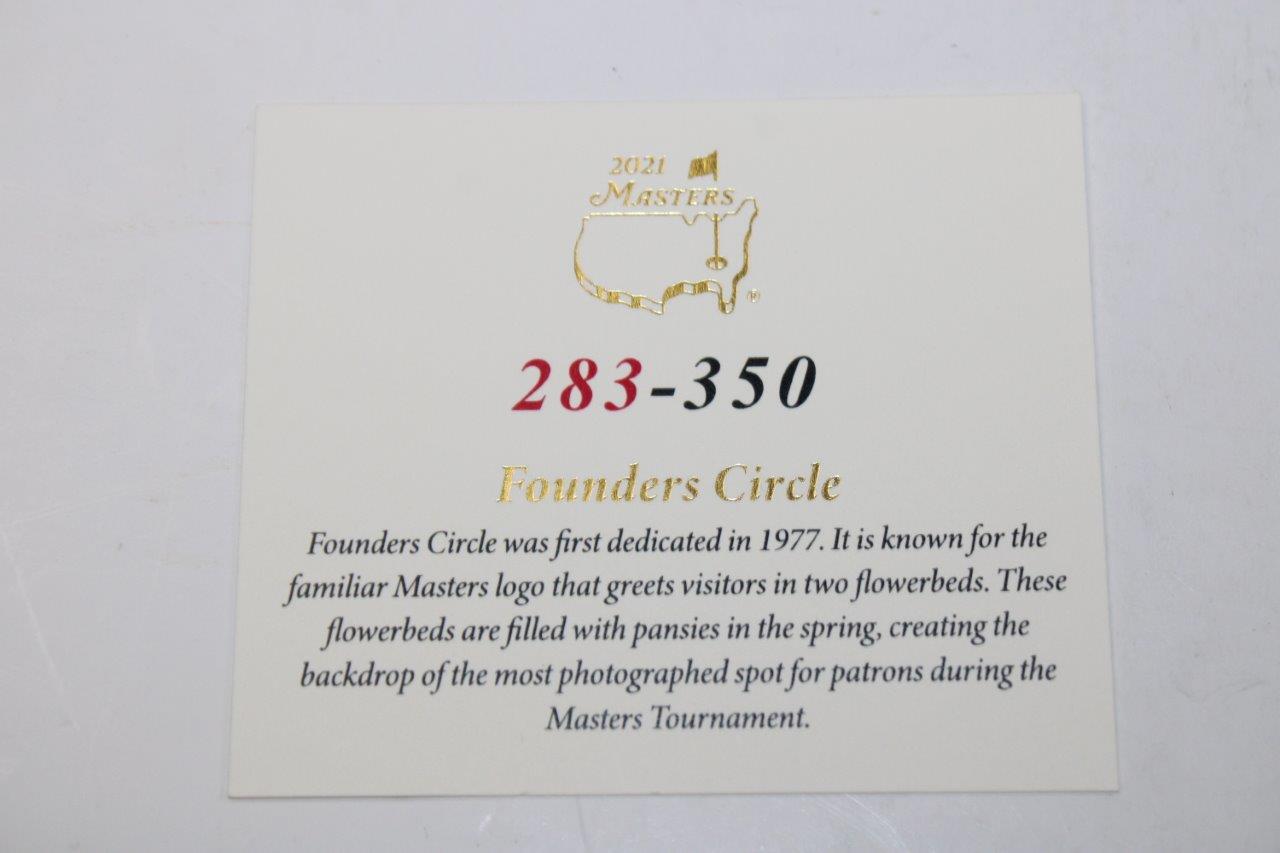 2021
MASTERS
®
283-350
Founders Circle
Founders Circle was first dedicated in 1977. It is known for the
familiar Masters logo that greets visitors in two flowerbeds. These
flowerbeds are filled with pansies in the spring, creating the
backdrop of the most photographed spot for patrons during the
Masters Tournament.